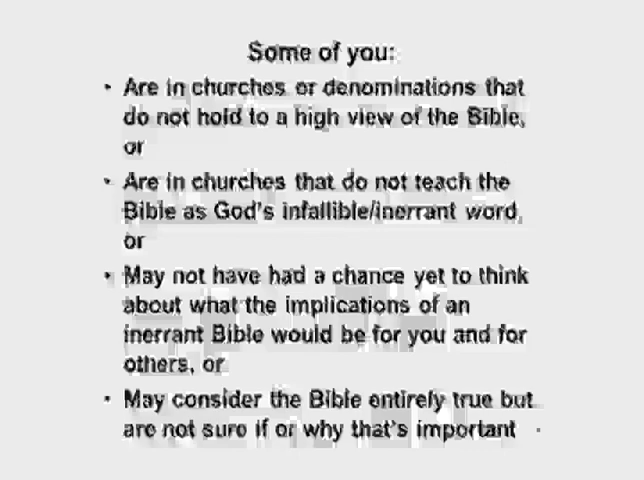 Some of you:
• Are in churches or denominations that
do not hold to a high view of the Bible,
or
• Are in churches that do not teach the
Bible as God's infallible/inerrant word,
or
• May not have had a chance yet to think
about what the implications of an
inerrant Bible would be for you and for
others, or
• May consider the Bible entirely true but
are not sure if or why that's important